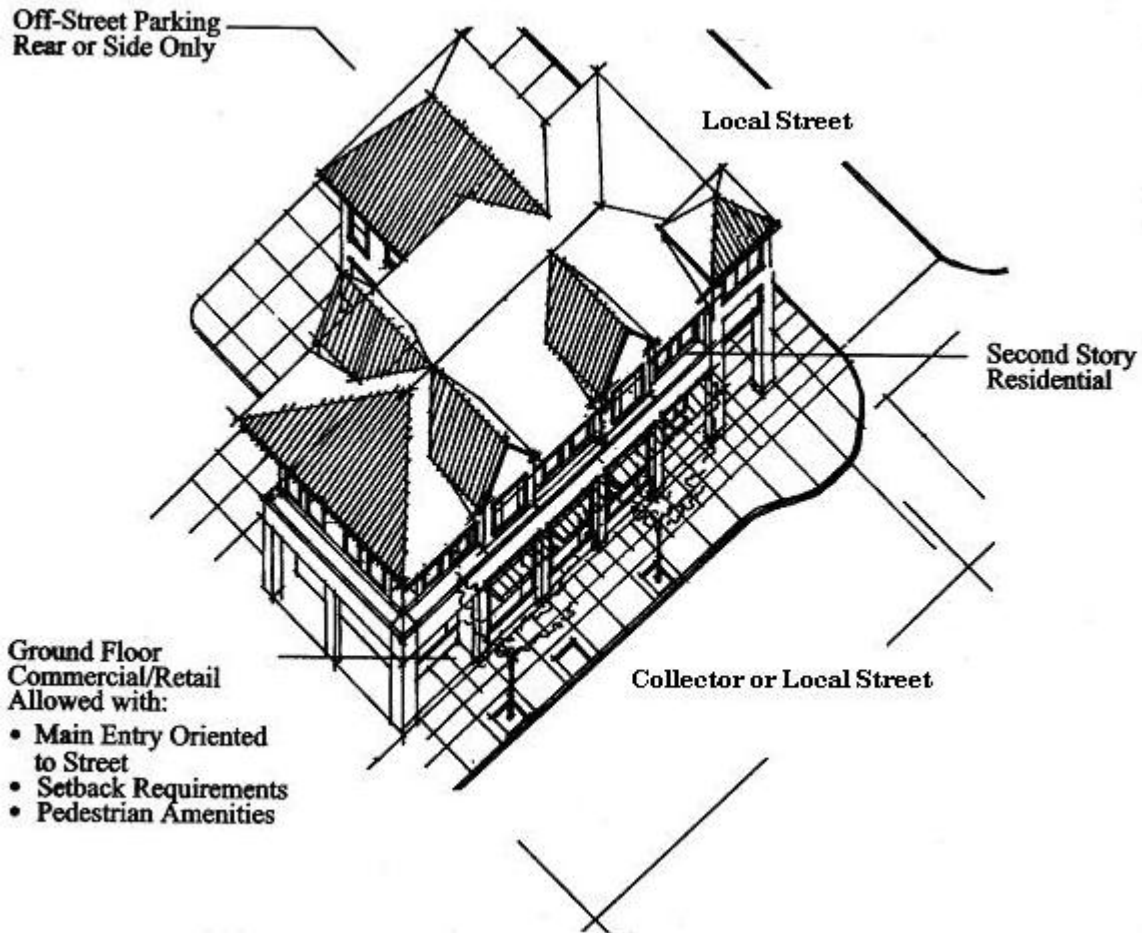 Off-Street Parking
Rear or Side Only
Local Street
Second Story
Residential
Ground Floor
Commercial/Retail
Allowed with:
• Main Entry Oriented
to Street
• Setback Requirements
• Pedestrian Amenities
Collector or Local Street